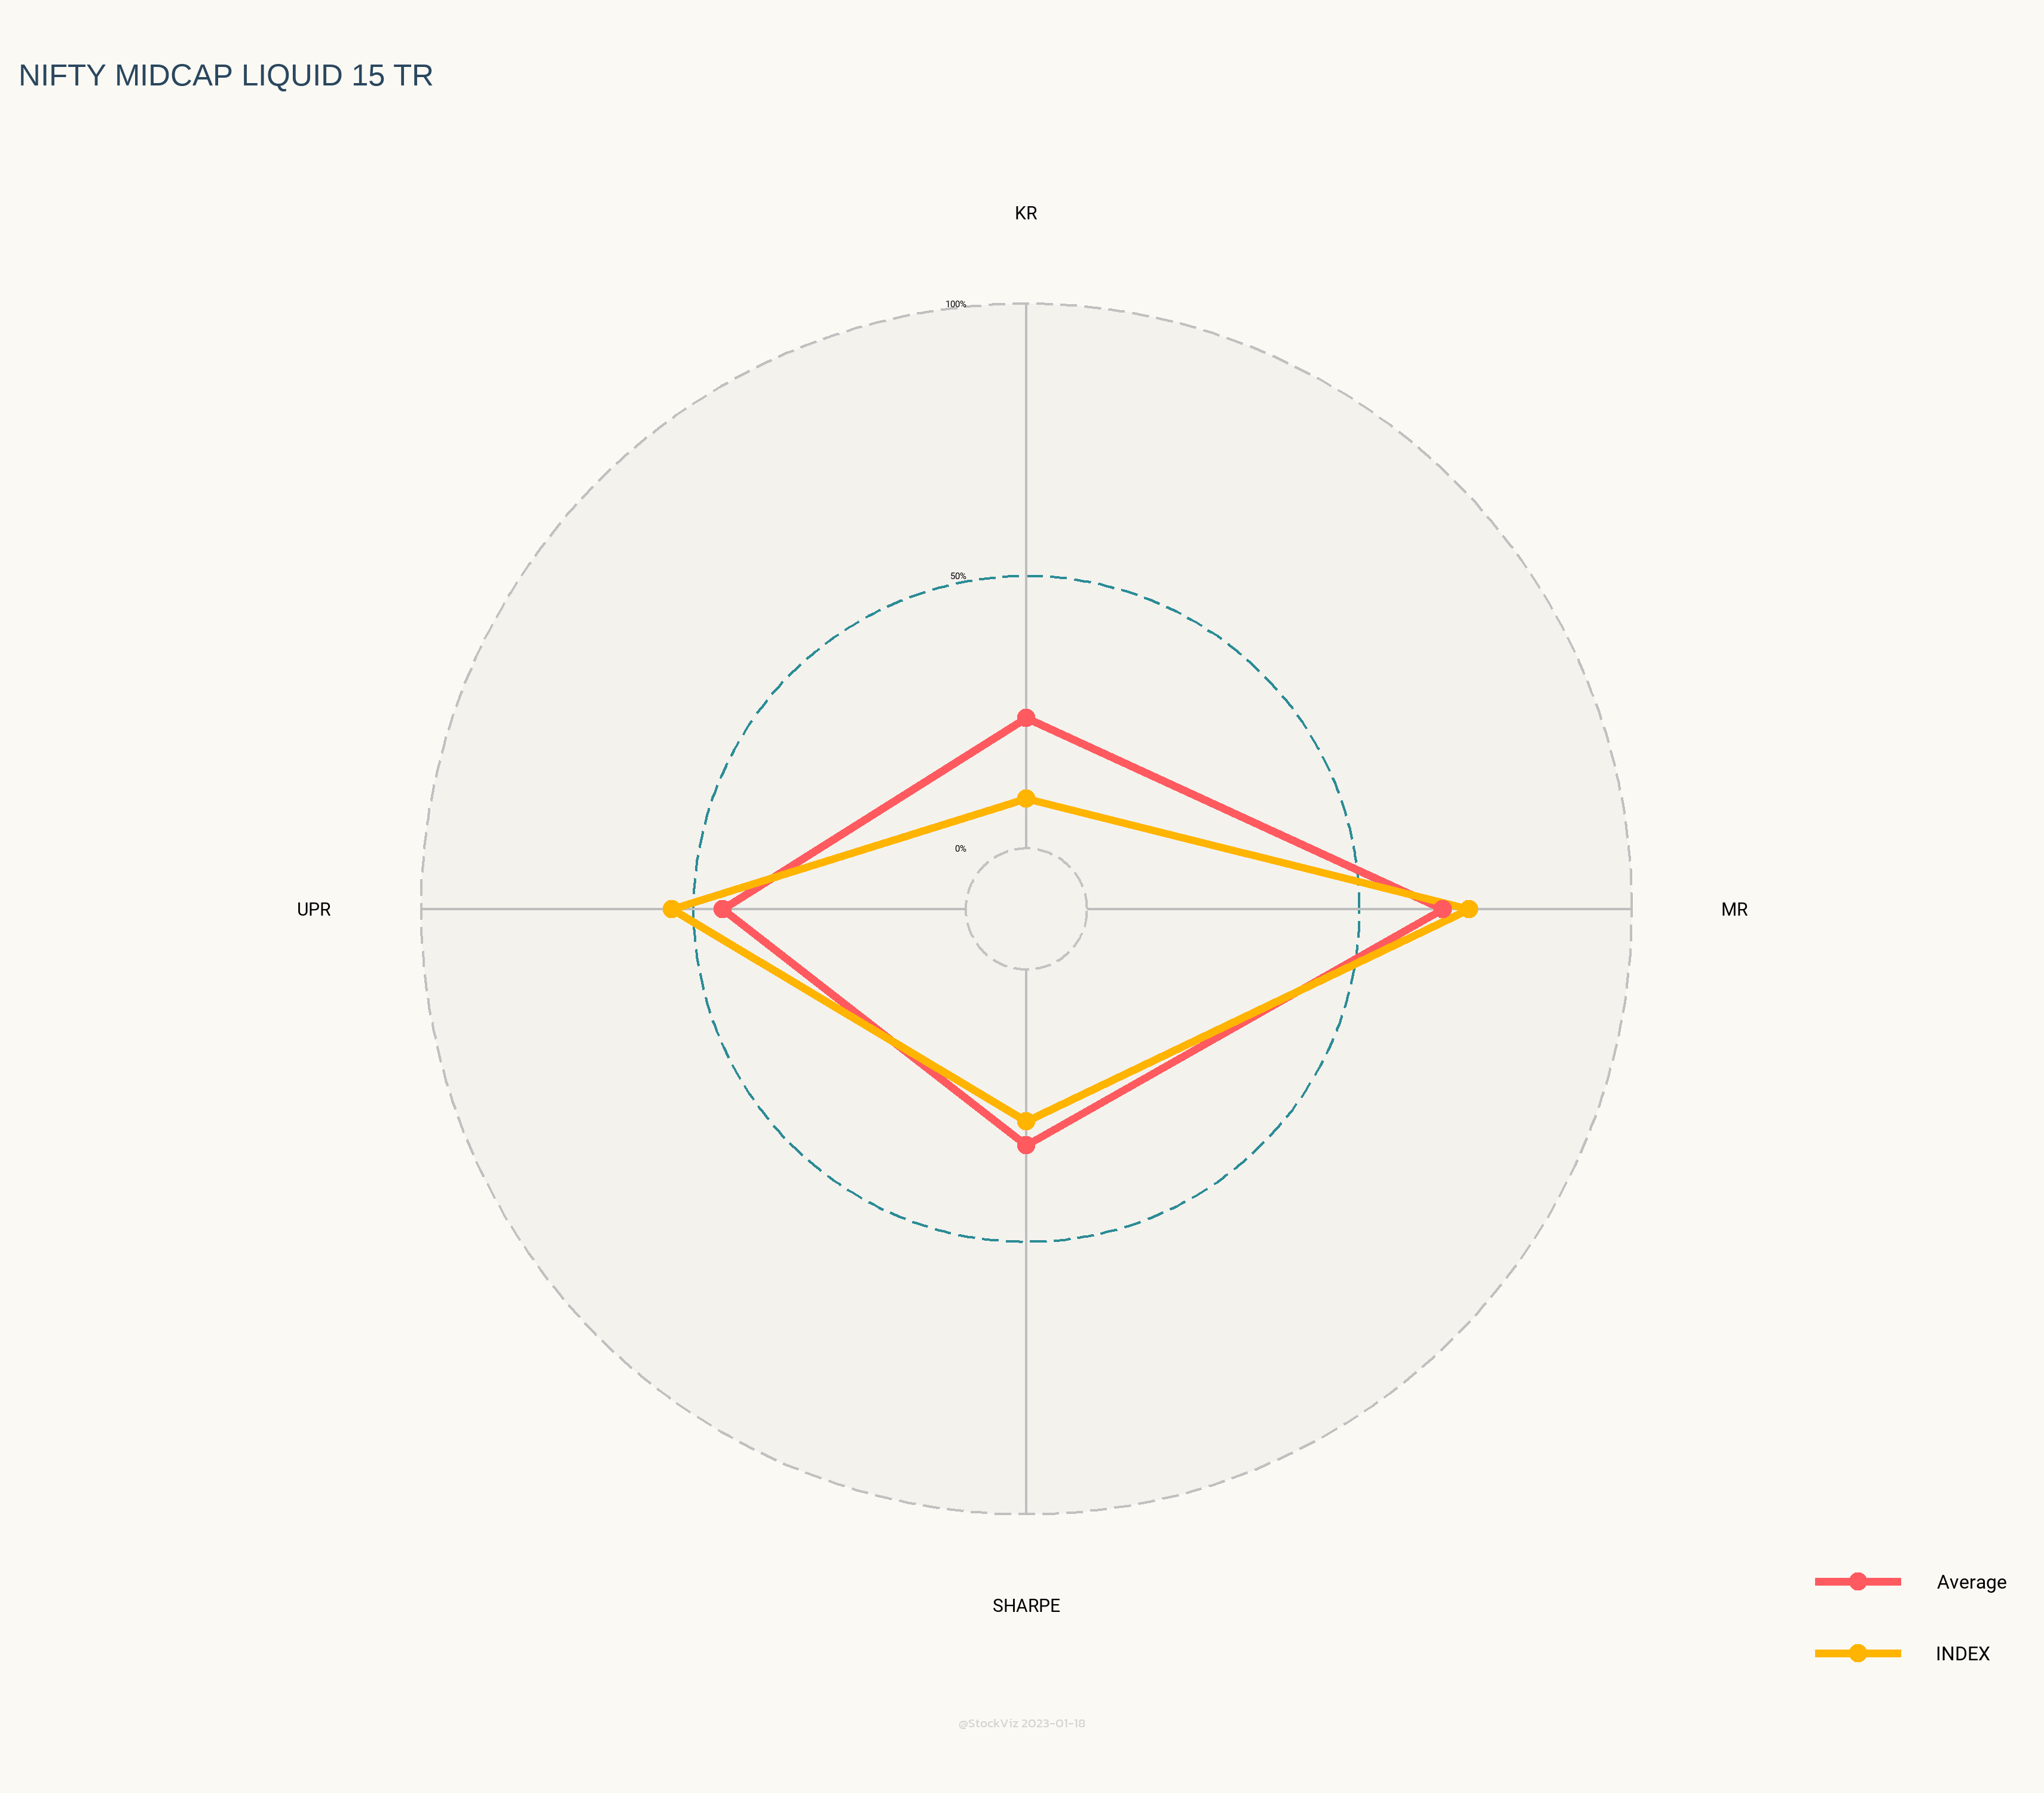 NIFTY MIDCAP LIQUID 15 TR
KR
100%
50%
0%
UPR
MR
SHARPE
Average
INDEX
@StockViz 2023-01-18